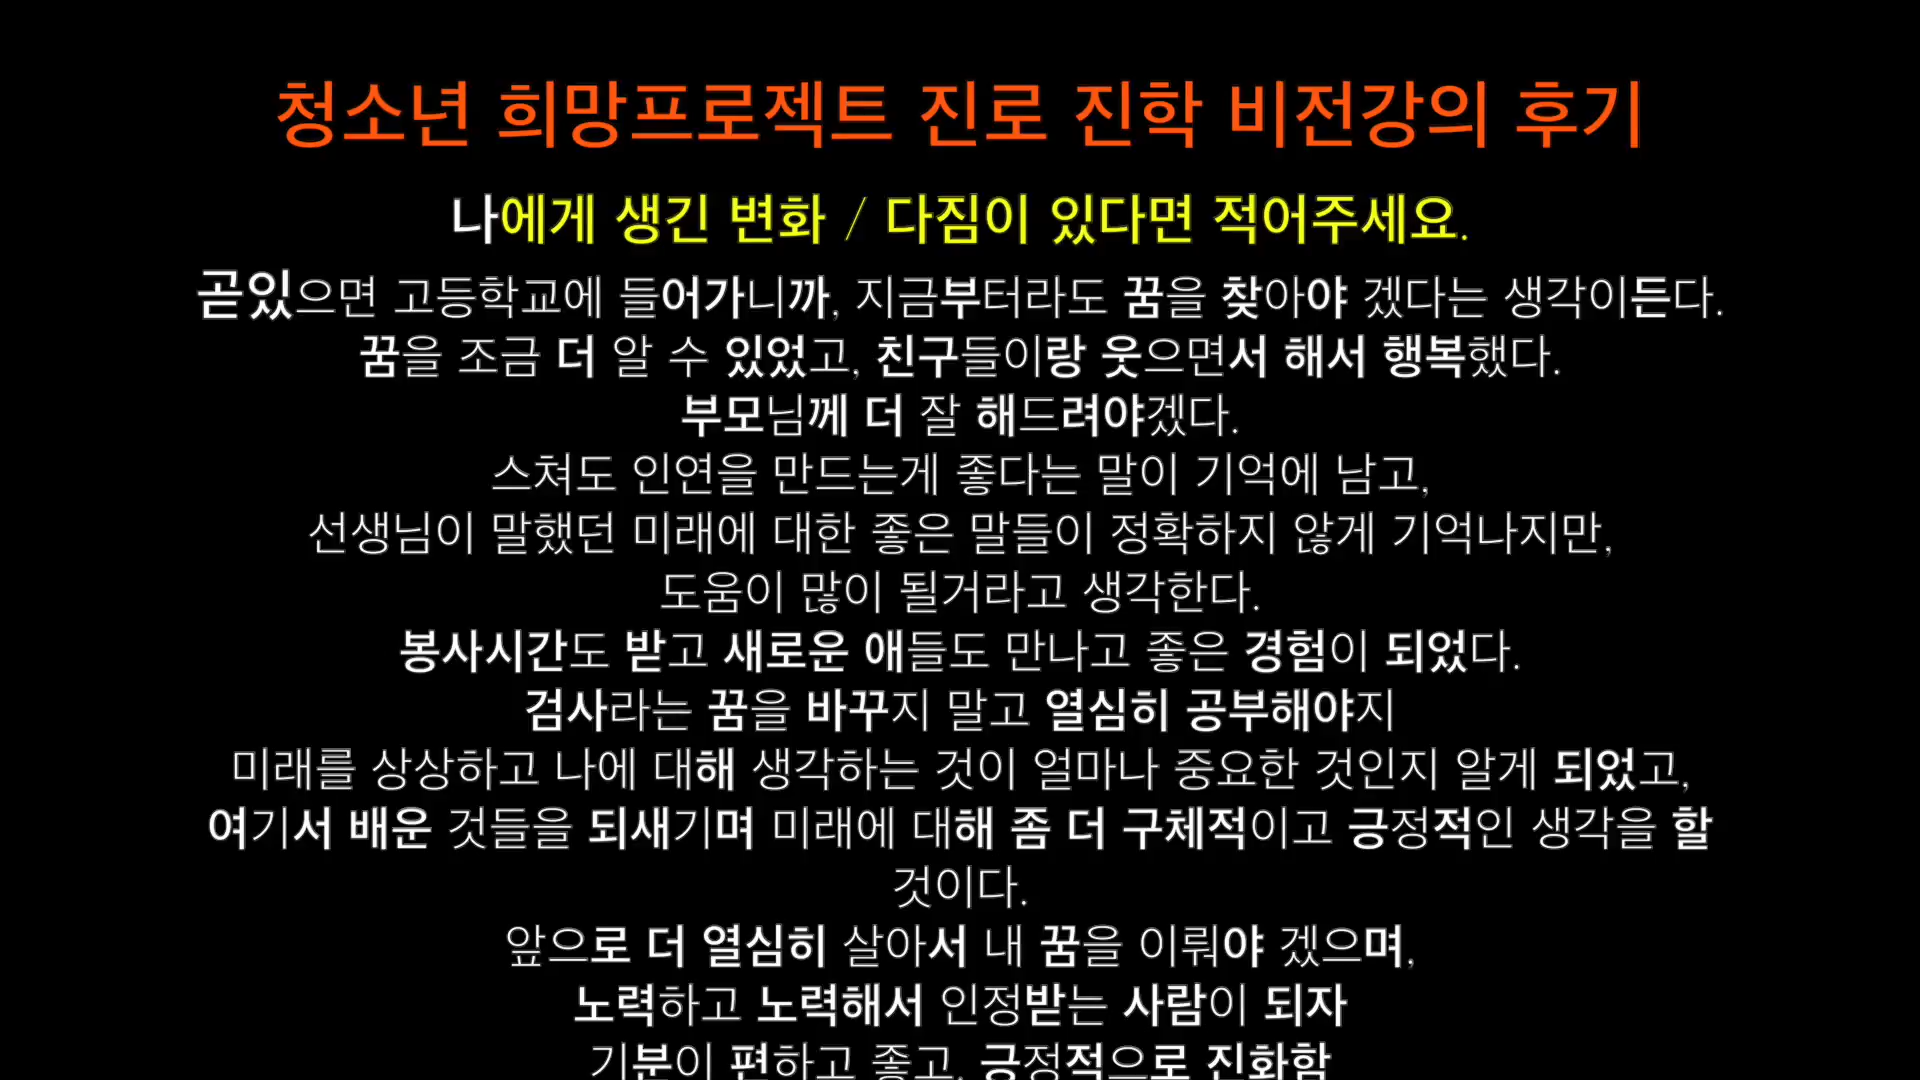 청소년 희망프로젝트 진로 진학 비전강의 후기
나에게 생긴 변화 / 다짐이 있다면 적어주세요.
곧있으면 고등학교에 들어가니까, 지금부터라도 꿈을 찾아야 겠다는 생각이든다.
꿈을 조금 더 알 수 있었고, 친구들이랑 웃으면서 해서 행복했다.
부모님께 더 잘 해드려야겠다.
스쳐도 인연을 만드는게 좋다는 말이 기억에 남고,
선생님이 말했던 미래에 대한 좋은 말들이 정확하지 않게 기억나지만,
도움이 많이 될거라고 생각한다.
봉사시간도 받고 새로운 애들도 만나고 좋은 경험이 되었다.
검사라는 꿈을 바꾸지 말고 열심히 공부해야지
미래를 상상하고 나에 대해 생각하는 것이 얼마나 중요한 것인지 알게 되었고,
여기서 배운 것들을 되새기며 미래에 대해 좀 더 구체적이고 긍정적인 생각을 할
것이다.
앞으로 더 열심히 살아서 내 꿈을 이뤄야 겠으며,
노력하고 노력해서 인정받는 사람이 되자
기분이 편하고 좋고, 긍정적으로 진화함